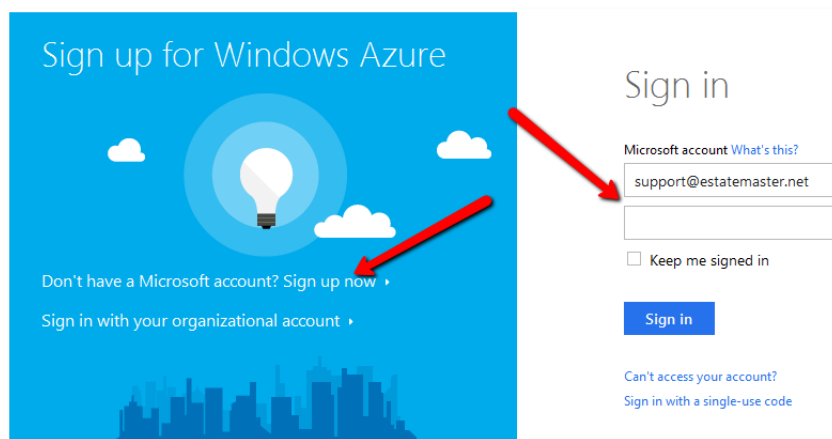 Sign up for Windows Azure
Don't have a Microsoft account? Sign up now
Sign in with your organizational account
Sign in
Microsoft account What's this?
support@estatemaster.net
Keep me signed in
Sign in
Can't access your account?
Sign in with a single-use code